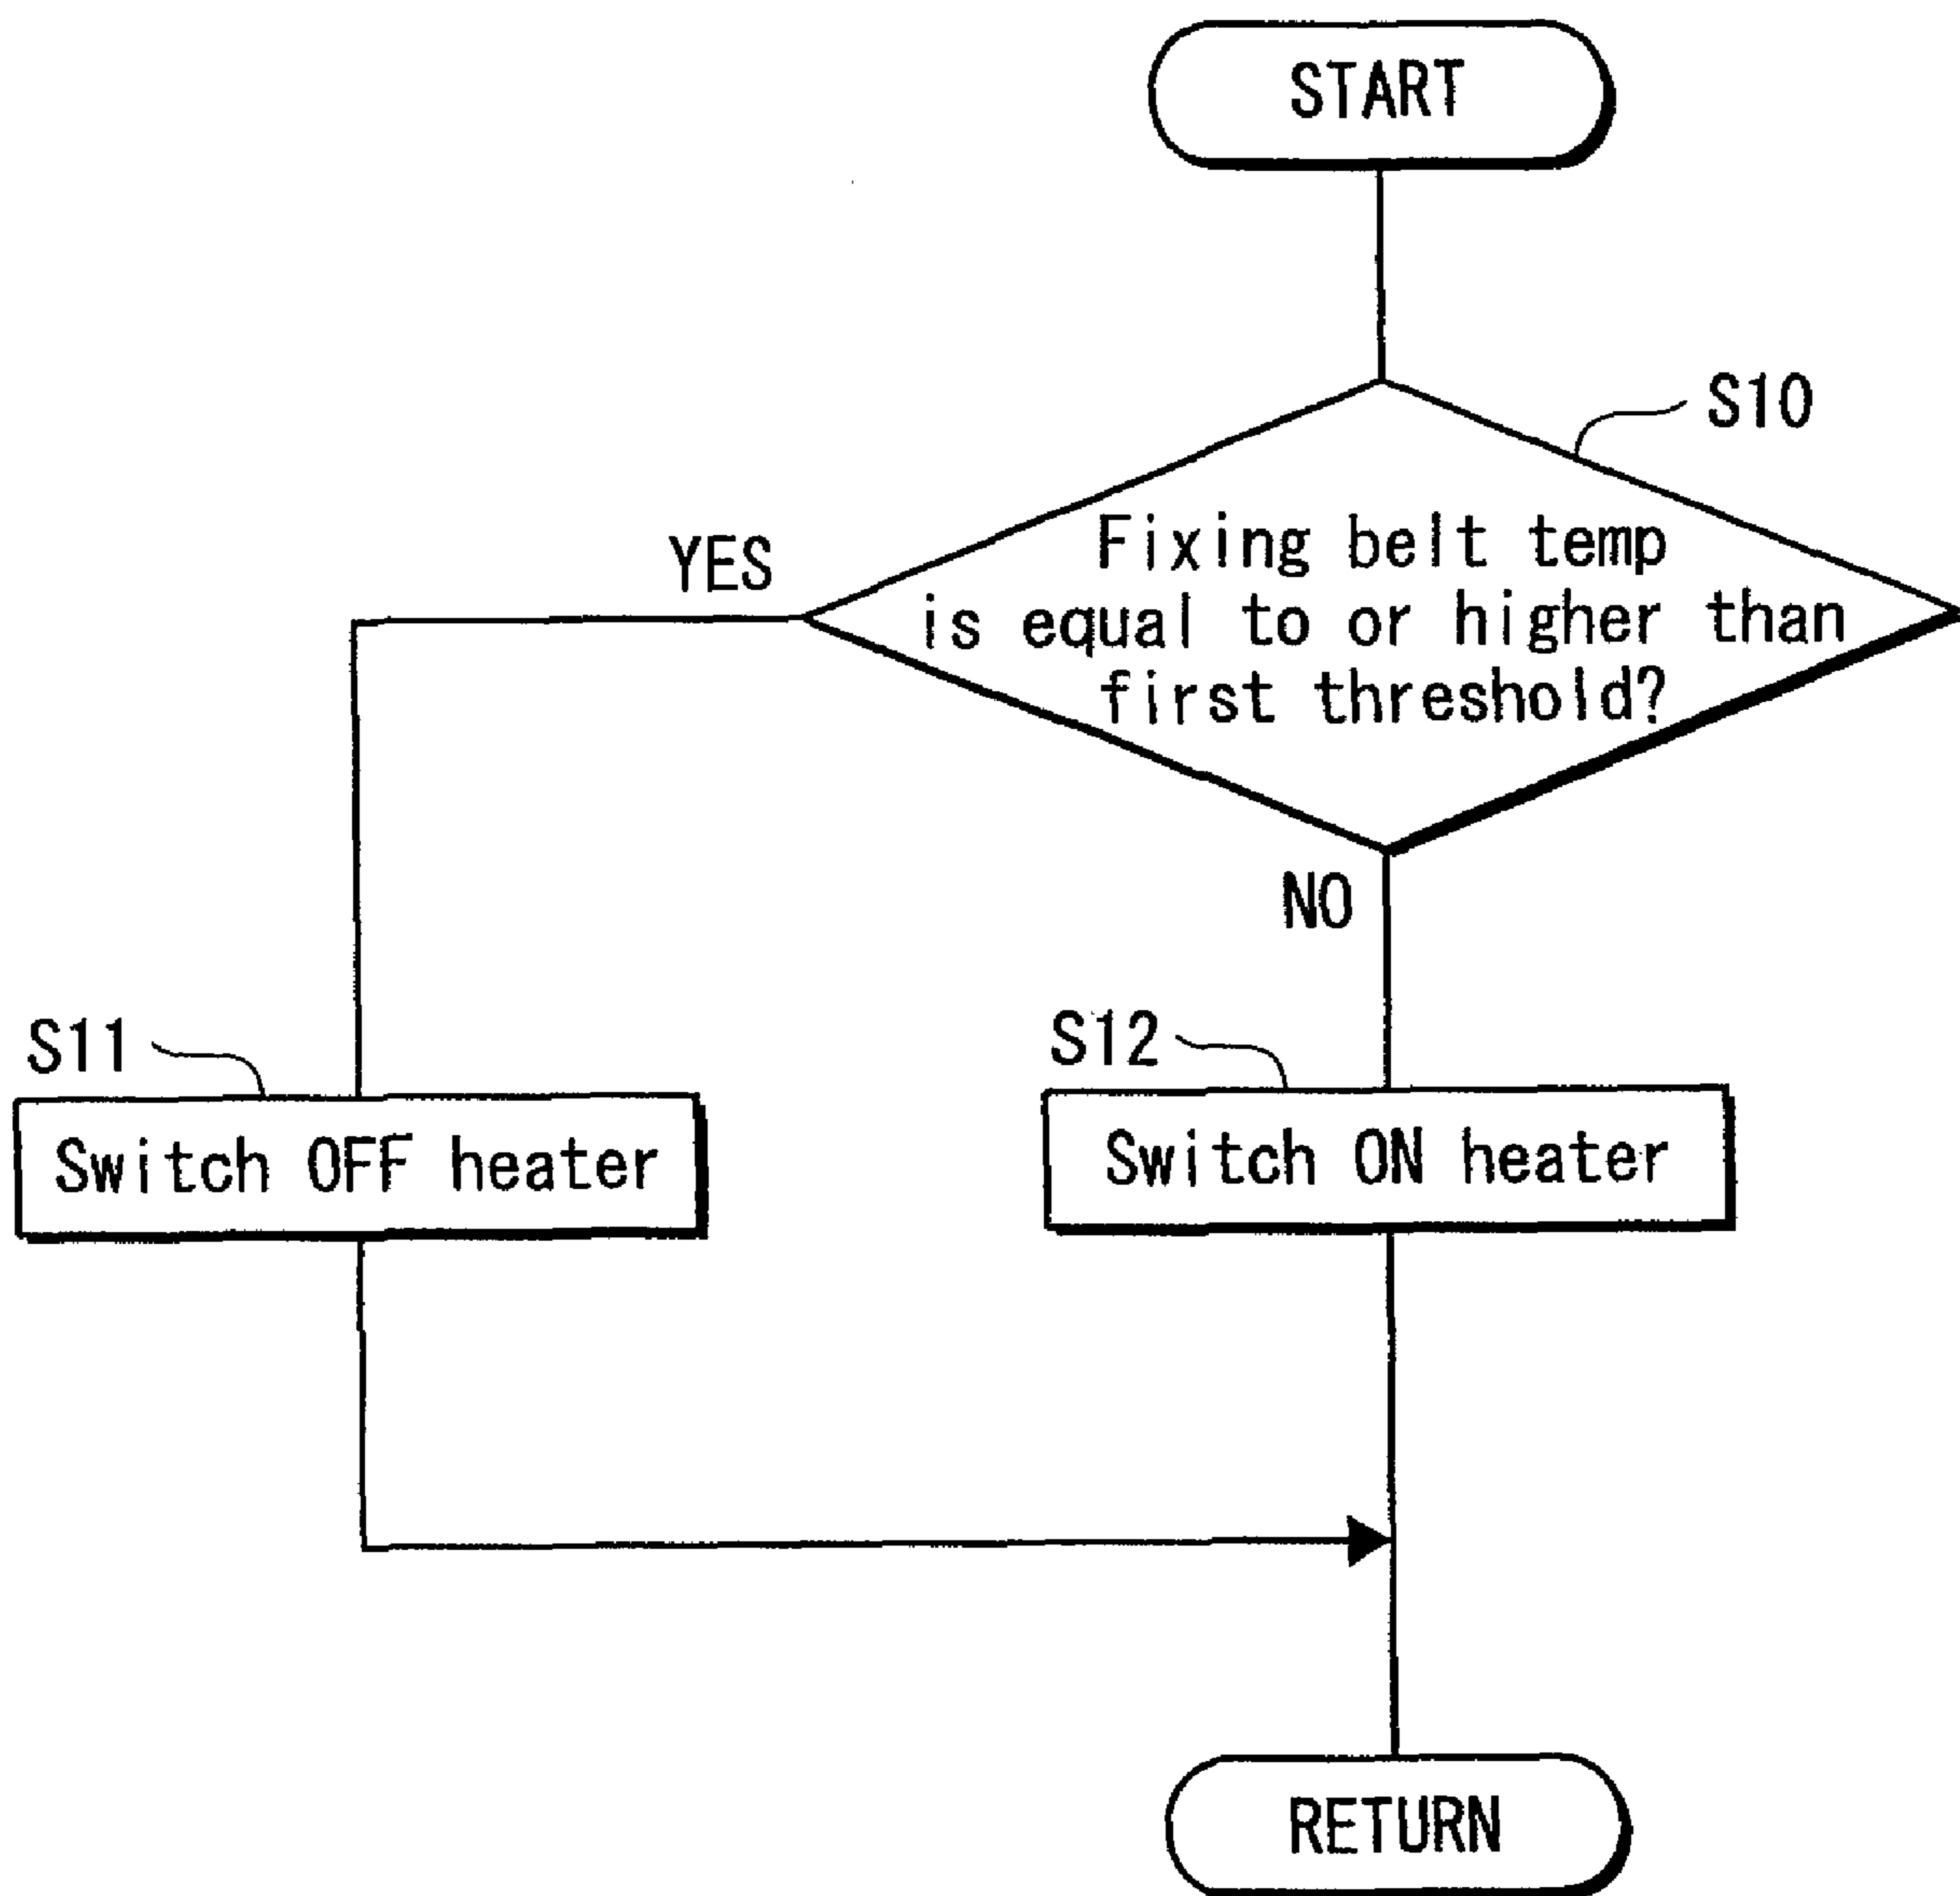 START
S10
Fixing belt temp
is equal to or higher than
first threshold?
YES
NO
S11
Switch OFF heater
S12
Switch ON heater
RETURN